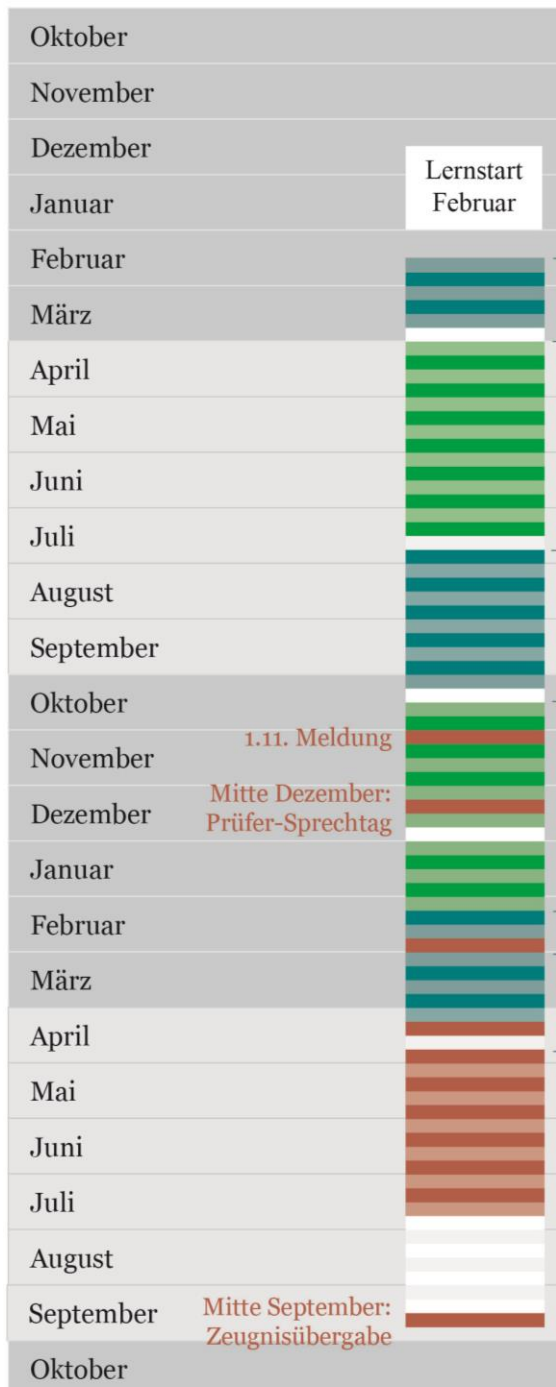 Oktober
November
Dezember
Lernstart
Februar
Januar
Februar
März
April
Mai
Juni
Juli
August
September
Oktober
1.11. Meldung
November
Mitte Dezember:
Prüfer-Sprechtag
Dezember
Januar
Februar
März
April
Mai
Juni
Juli
August
September
Mitte September:
Zeugnisübergabe
Oktober